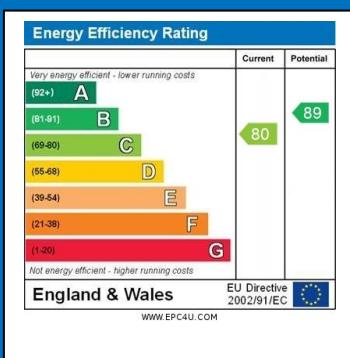 Energy Efficiency Rating
Current Potential
Very energy efficient - lower running costs
(92+) A
(81-91) B
89
(69-80) C
80
(55-68) D
(39-54) E
(21-38) F
(1-20) G
Not energy efficient - higher running costs
England & Wales
EU Directive
2002/91/EC
WWW.EPC4U.COM